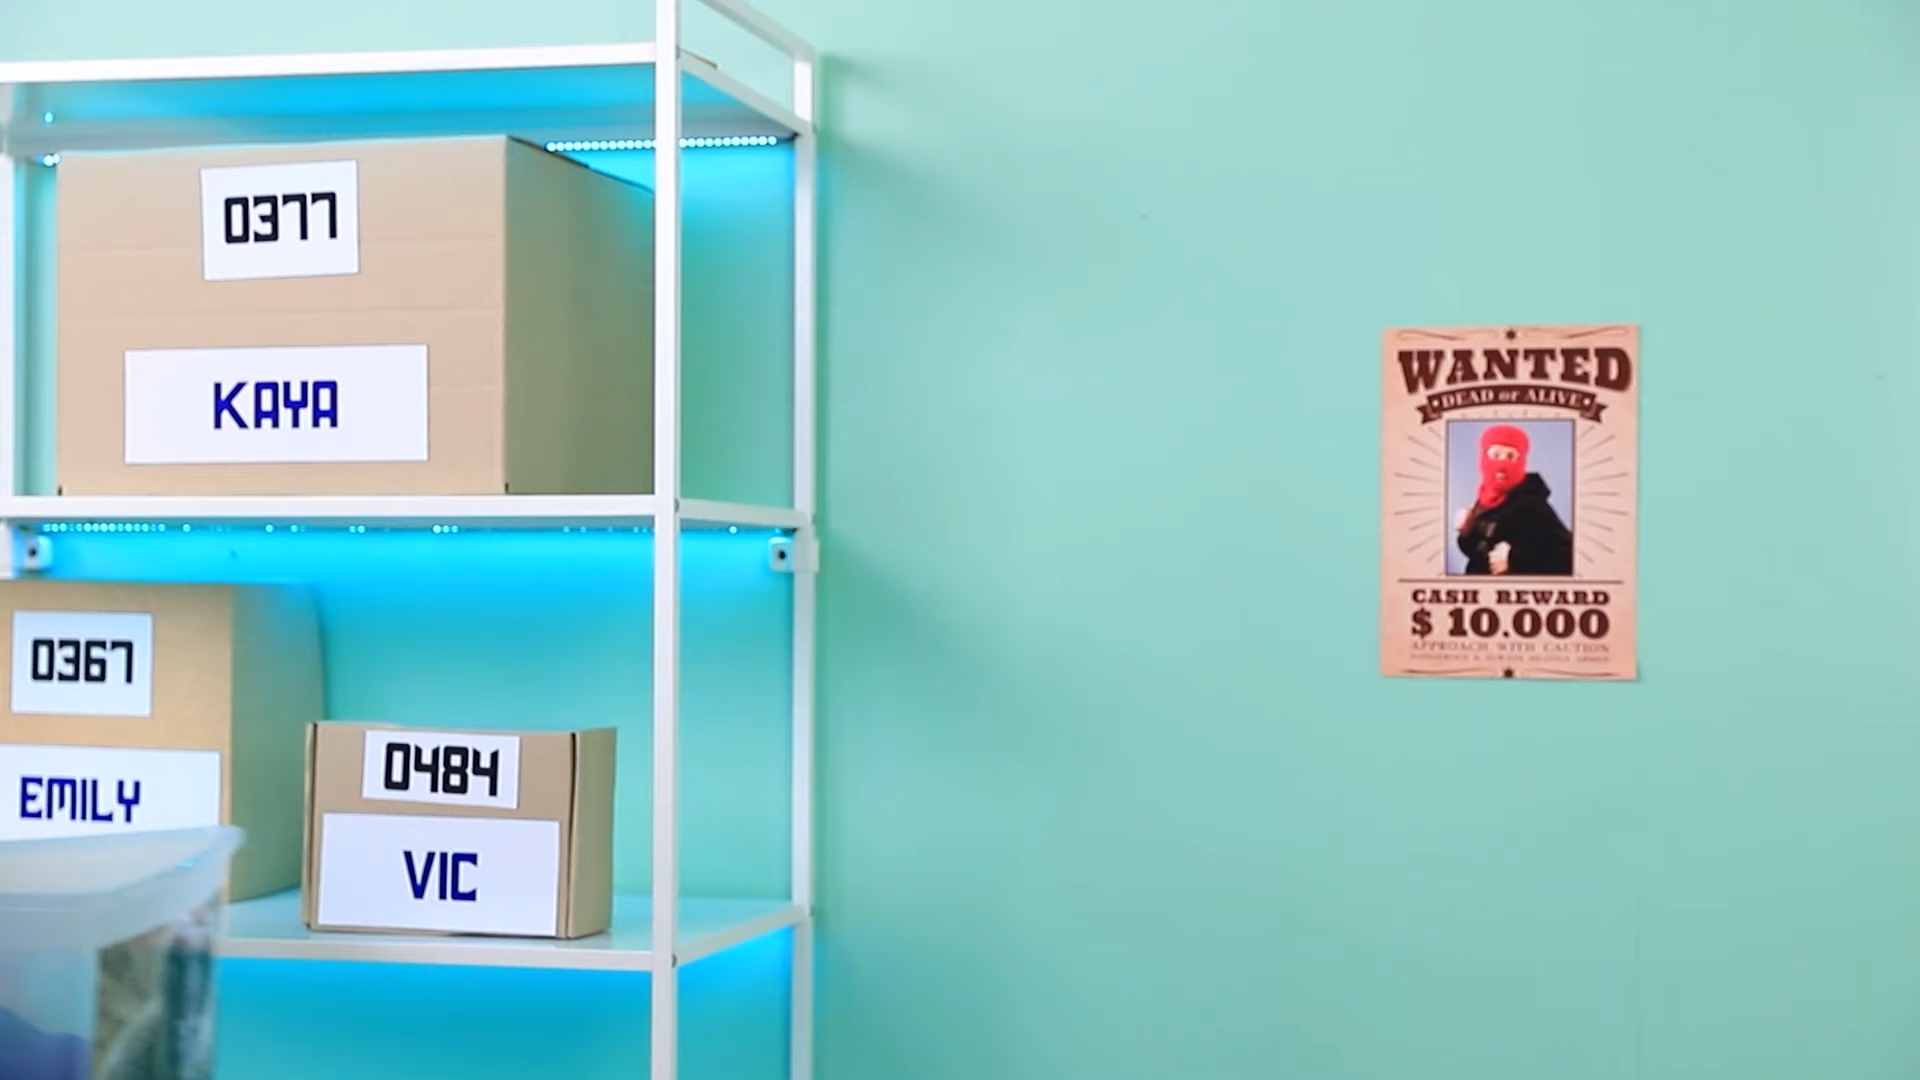 0377
KAYA
0367
EMILY
0484
VIC
WANTED
DEAD or ALIVE
CASH REWARD
$ 10.000
APPROACH WITH CAUTION